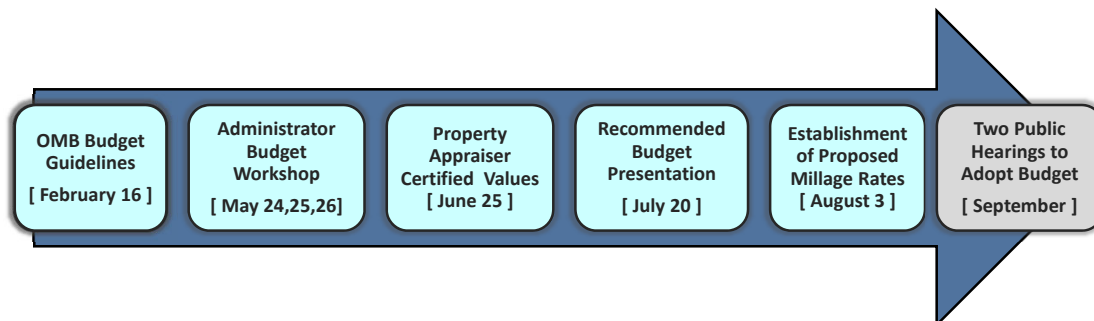 OMB Budget
Guidelines
[ February 16 ]
Administrator
Budget
Workshop
[ May 24,25,26]
Property
Appraiser
Certified Values
[ June 25 ]
Recommended
Budget
Presentation
[ July 20 ]
Establishment
of Proposed
Millage Rates
[ August 3 ]
Two Public
Hearings to
Adopt Budget
[ September ]